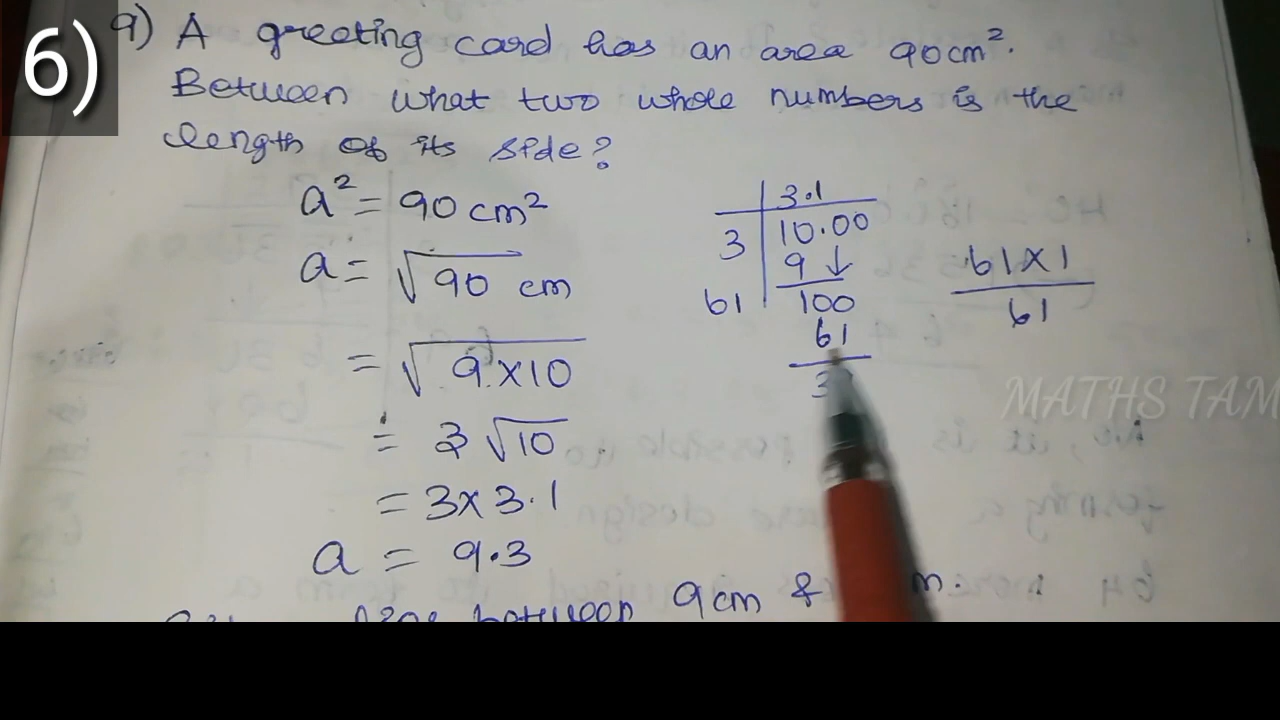 6)
9) A greeting card has an area 90cm².
Between what two whole numbers is the
length of its side?
a² = 90 cm²
a = √90 cm
= √9×10
= 3 √10
= 3× 3.1
a = 9.3
3.1
3 10.00
9 ↓
61 100
61
3
61×1
61
MATHS TAM
between 9cm &